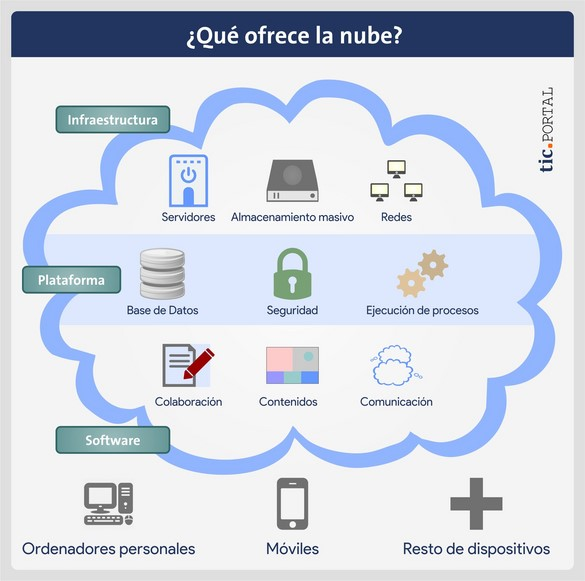 ¿Qué ofrece la nube?
tic.PORTAL
Infraestructura
Servidores
Almacenamiento masivo
Redes
Plataforma
Base de Datos
Seguridad
Ejecución de procesos
Colaboración
Contenidos
Comunicación
Software
Ordenadores personales
Móviles
Resto de dispositivos